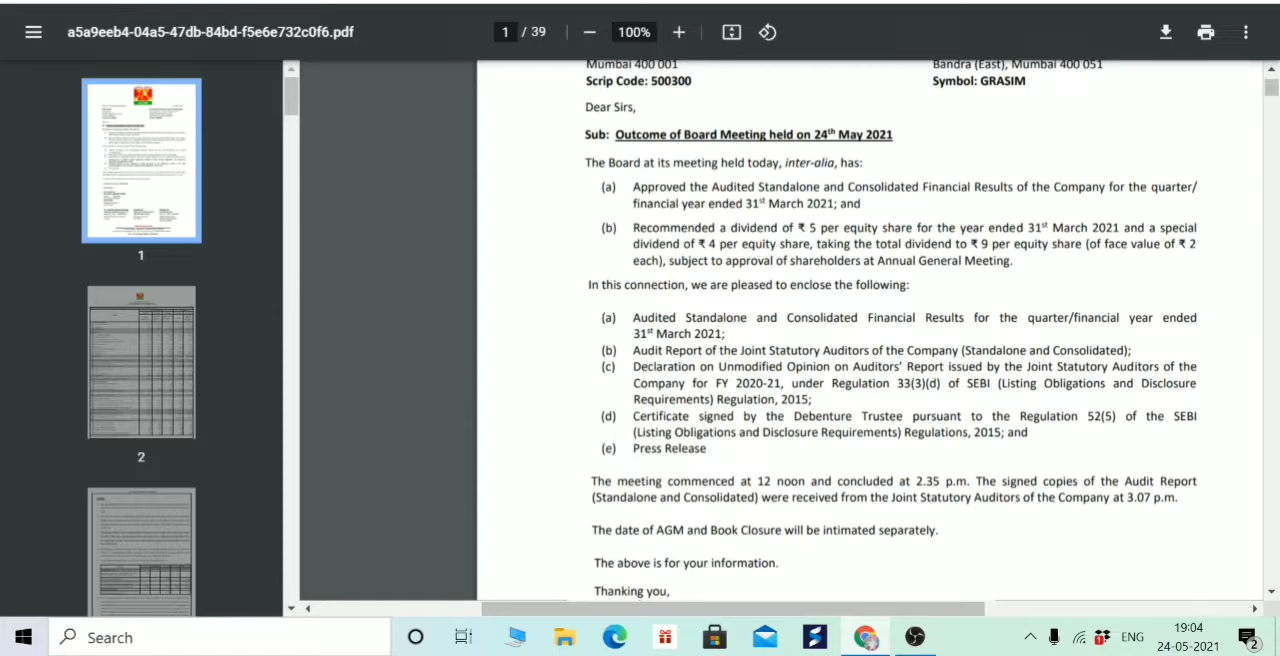 a5a9eeb4-04a5-47db-84bd-f5e6e732c0f6.pdf
1 / 39
100%
Mumbai 400 001
Bandra (East), Mumbai 400 051
Scrip Code: 500300
Symbol: GRASIM
Dear Sirs,
Sub: Outcome of Board Meeting held on 24th May 2021
The Board at its meeting held today, inter-alia, has:
(a) Approved the Audited Standalone and Consolidated Financial Results of the Company for the quarter/
financial year ended 31st March 2021; and
(b) Recommended a dividend of ₹ 5 per equity share for the year ended 31st March 2021 and a special
dividend of ₹ 4 per equity share, taking the total dividend to ₹ 9 per equity share (of face value of ₹ 2
each), subject to approval of shareholders at Annual General Meeting.
In this connection, we are pleased to enclose the following:
(a) Audited Standalone and Consolidated Financial Results for the quarter/financial year ended
31st March 2021;
(b) Audit Report of the Joint Statutory Auditors of the Company (Standalone and Consolidated);
(c) Declaration on Unmodified Opinion on Auditors' Report issued by the Joint Statutory Auditors of the
Company for FY 2020-21, under Regulation 33(3)(d) of SEBI (Listing Obligations and Disclosure
Requirements) Regulation, 2015;
(d) Certificate signed by the Debenture Trustee pursuant to the Regulation 52(5) of the SEBI
(Listing Obligations and Disclosure Requirements) Regulations, 2015; and
(e) Press Release
The meeting commenced at 12 noon and concluded at 2.35 p.m. The signed copies of the Audit Report
(Standalone and Consolidated) were received from the Joint Statutory Auditors of the Company at 3.07 p.m.
The date of AGM and Book Closure will be intimated separately.
The above is for your information.
Thanking you,
1
2
Search
ENG
19:04
24-05-2021
2